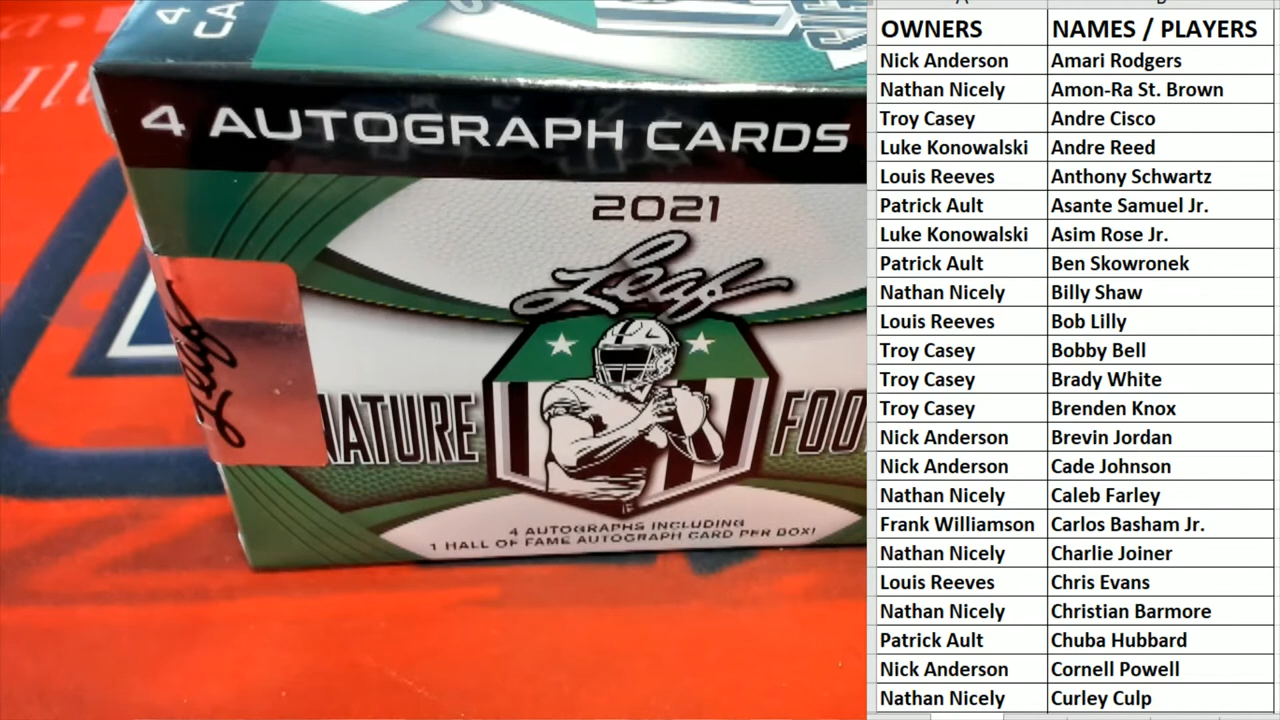 4
CA
4 AUTOGRAPH CARDS
2021
Leaf
Leaf
NATURE
FOO
4 AUTOGRAPHS INCLUDING
1 HALL OF FAME AUTOGRAPH CARD PER BOX!
OWNERS NAMES / PLAYERS
Nick Anderson Amari Rodgers
Nathan Nicely Amon-Ra St. Brown
Troy Casey Andre Cisco
Luke Konowalski Andre Reed
Louis Reeves Anthony Schwartz
Patrick Ault Asante Samuel Jr.
Luke Konowalski Asim Rose Jr.
Patrick Ault Ben Skowronek
Nathan Nicely Billy Shaw
Louis Reeves Bob Lilly
Troy Casey Bobby Bell
Troy Casey Brady White
Troy Casey Brenden Knox
Nick Anderson Brevin Jordan
Nick Anderson Cade Johnson
Nathan Nicely Caleb Farley
Frank Williamson Carlos Basham Jr.
Nathan Nicely Charlie Joiner
Louis Reeves Chris Evans
Nathan Nicely Christian Barmore
Patrick Ault Chuba Hubbard
Nick Anderson Cornell Powell
Nathan Nicely Curley Culp